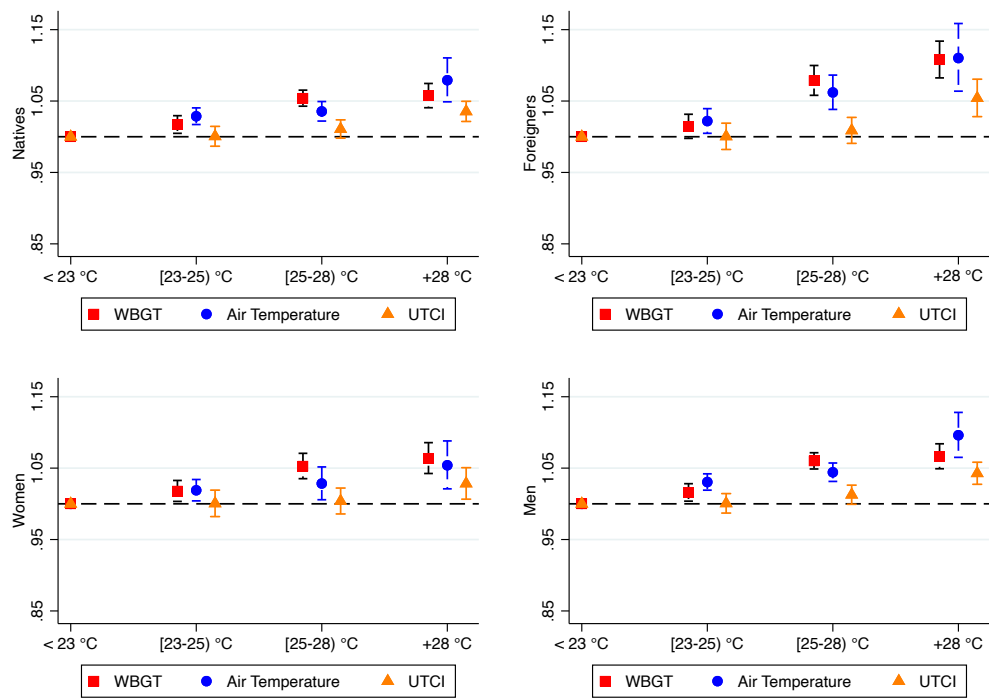 Natives
1.15
1.05
.95
.85
< 23 °C [23-25) °C [25-28) °C +28 °C
WBGT Air Temperature UTCI
Foreigners
1.15
1.05
.95
.85
< 23 °C [23-25) °C [25-28) °C +28 °C
WBGT Air Temperature UTCI
Women
1.15
1.05
.95
.85
< 23 °C [23-25) °C [25-28) °C +28 °C
WBGT Air Temperature UTCI
Men
1.15
1.05
.95
.85
< 23 °C [23-25) °C [25-28) °C +28 °C
WBGT Air Temperature UTCI